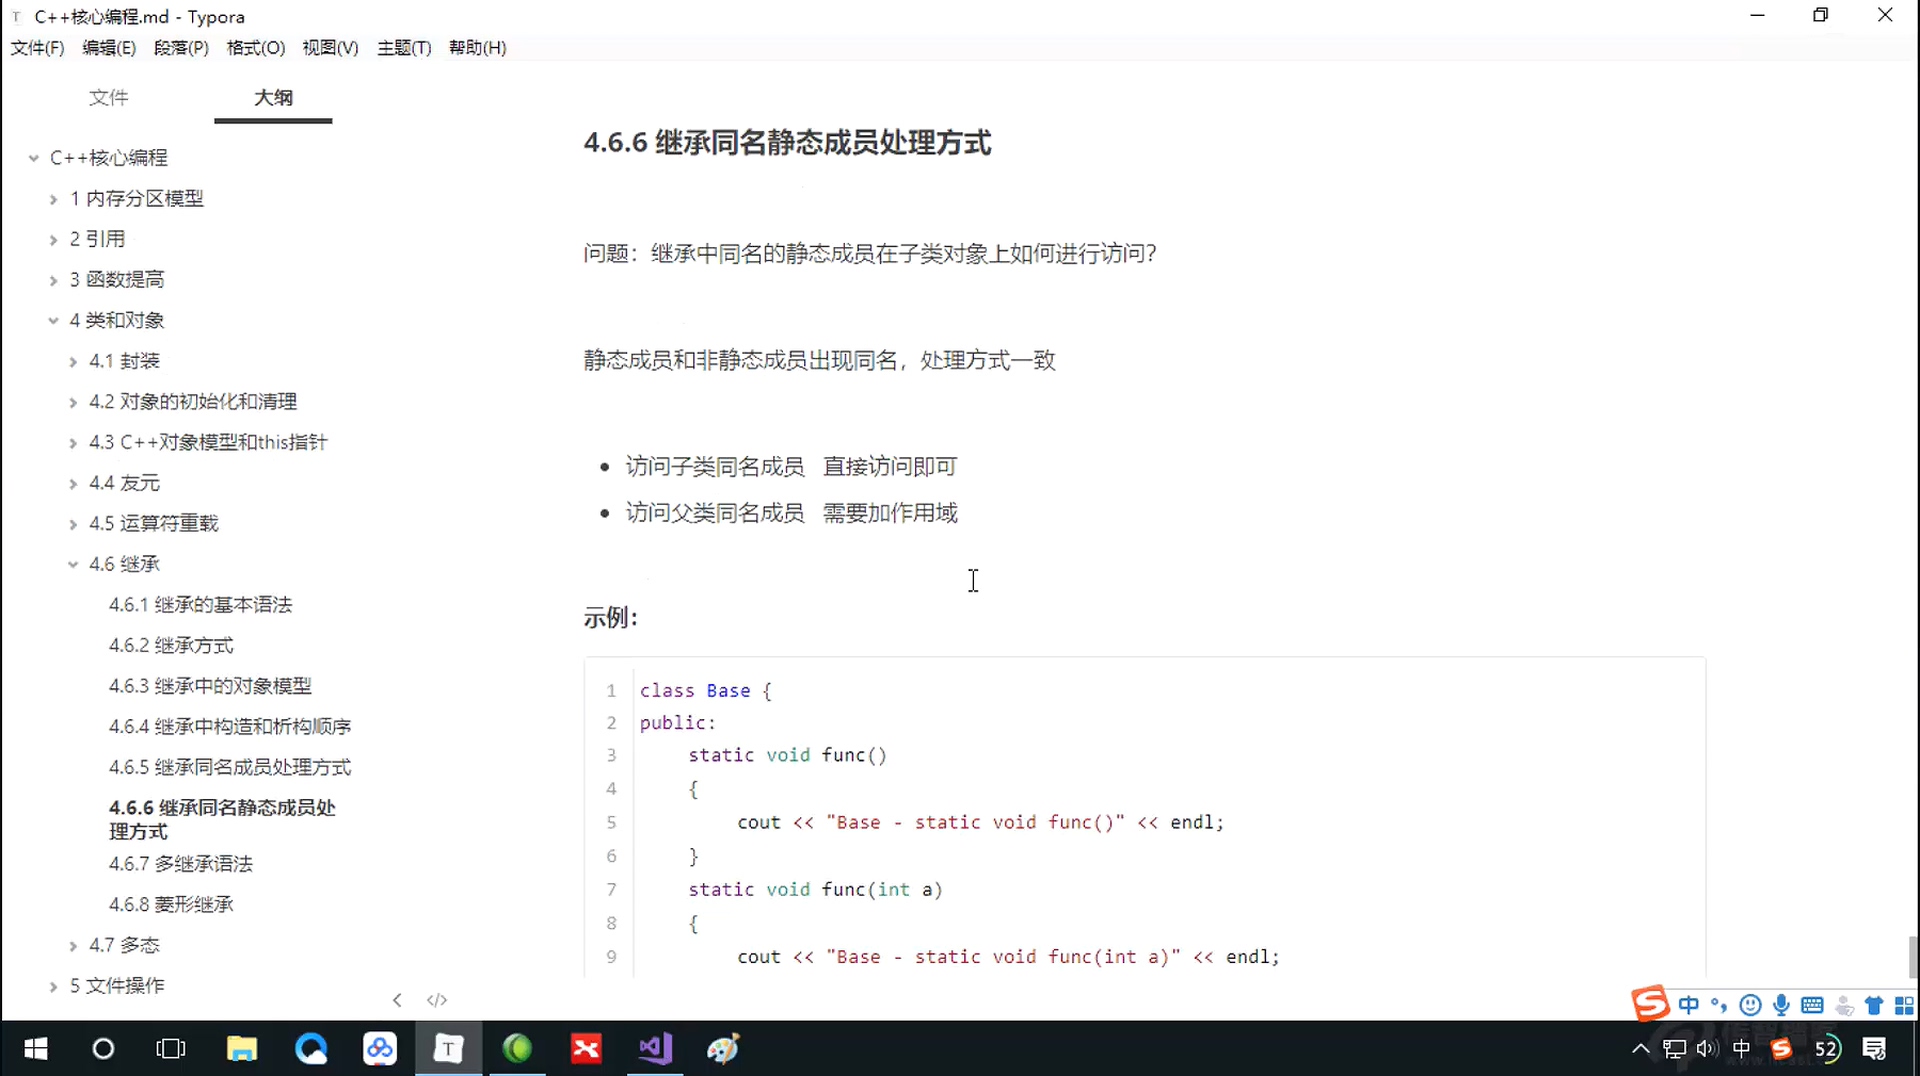 C++核心编程.md - Typora
文件(F) 编辑(E) 段落(P) 格式(O) 视图(V) 主题(T) 帮助(H)
文件 大纲
C++核心编程
1 内存分区模型
2 引用
3 函数提高
4 类和对象
4.1 封装
4.2 对象的初始化和清理
4.3 C++对象模型和this指针
4.4 友元
4.5 运算符重载
4.6 继承
4.6.1 继承的基本语法
4.6.2 继承方式
4.6.3 继承中的对象模型
4.6.4 继承中构造和析构顺序
4.6.5 继承同名成员处理方式
4.6.6 继承同名静态成员处
理方式
4.6.7 多继承语法
4.6.8 菱形继承
4.7 多态
5 文件操作
4.6.6 继承同名静态成员处理方式
问题：继承中同名的静态成员在子类对象上如何进行访问？
静态成员和非静态成员出现同名，处理方式一致
访问子类同名成员 直接访问即可
访问父类同名成员 需要加作用域
示例：
1 class Base {
2 public:
3 static void func()
4 {
5 cout << "Base - static void func()" << endl;
6 }
7 static void func(int a)
8 {
9 cout << "Base - static void func(int a)" << endl;
</>
中
中 52